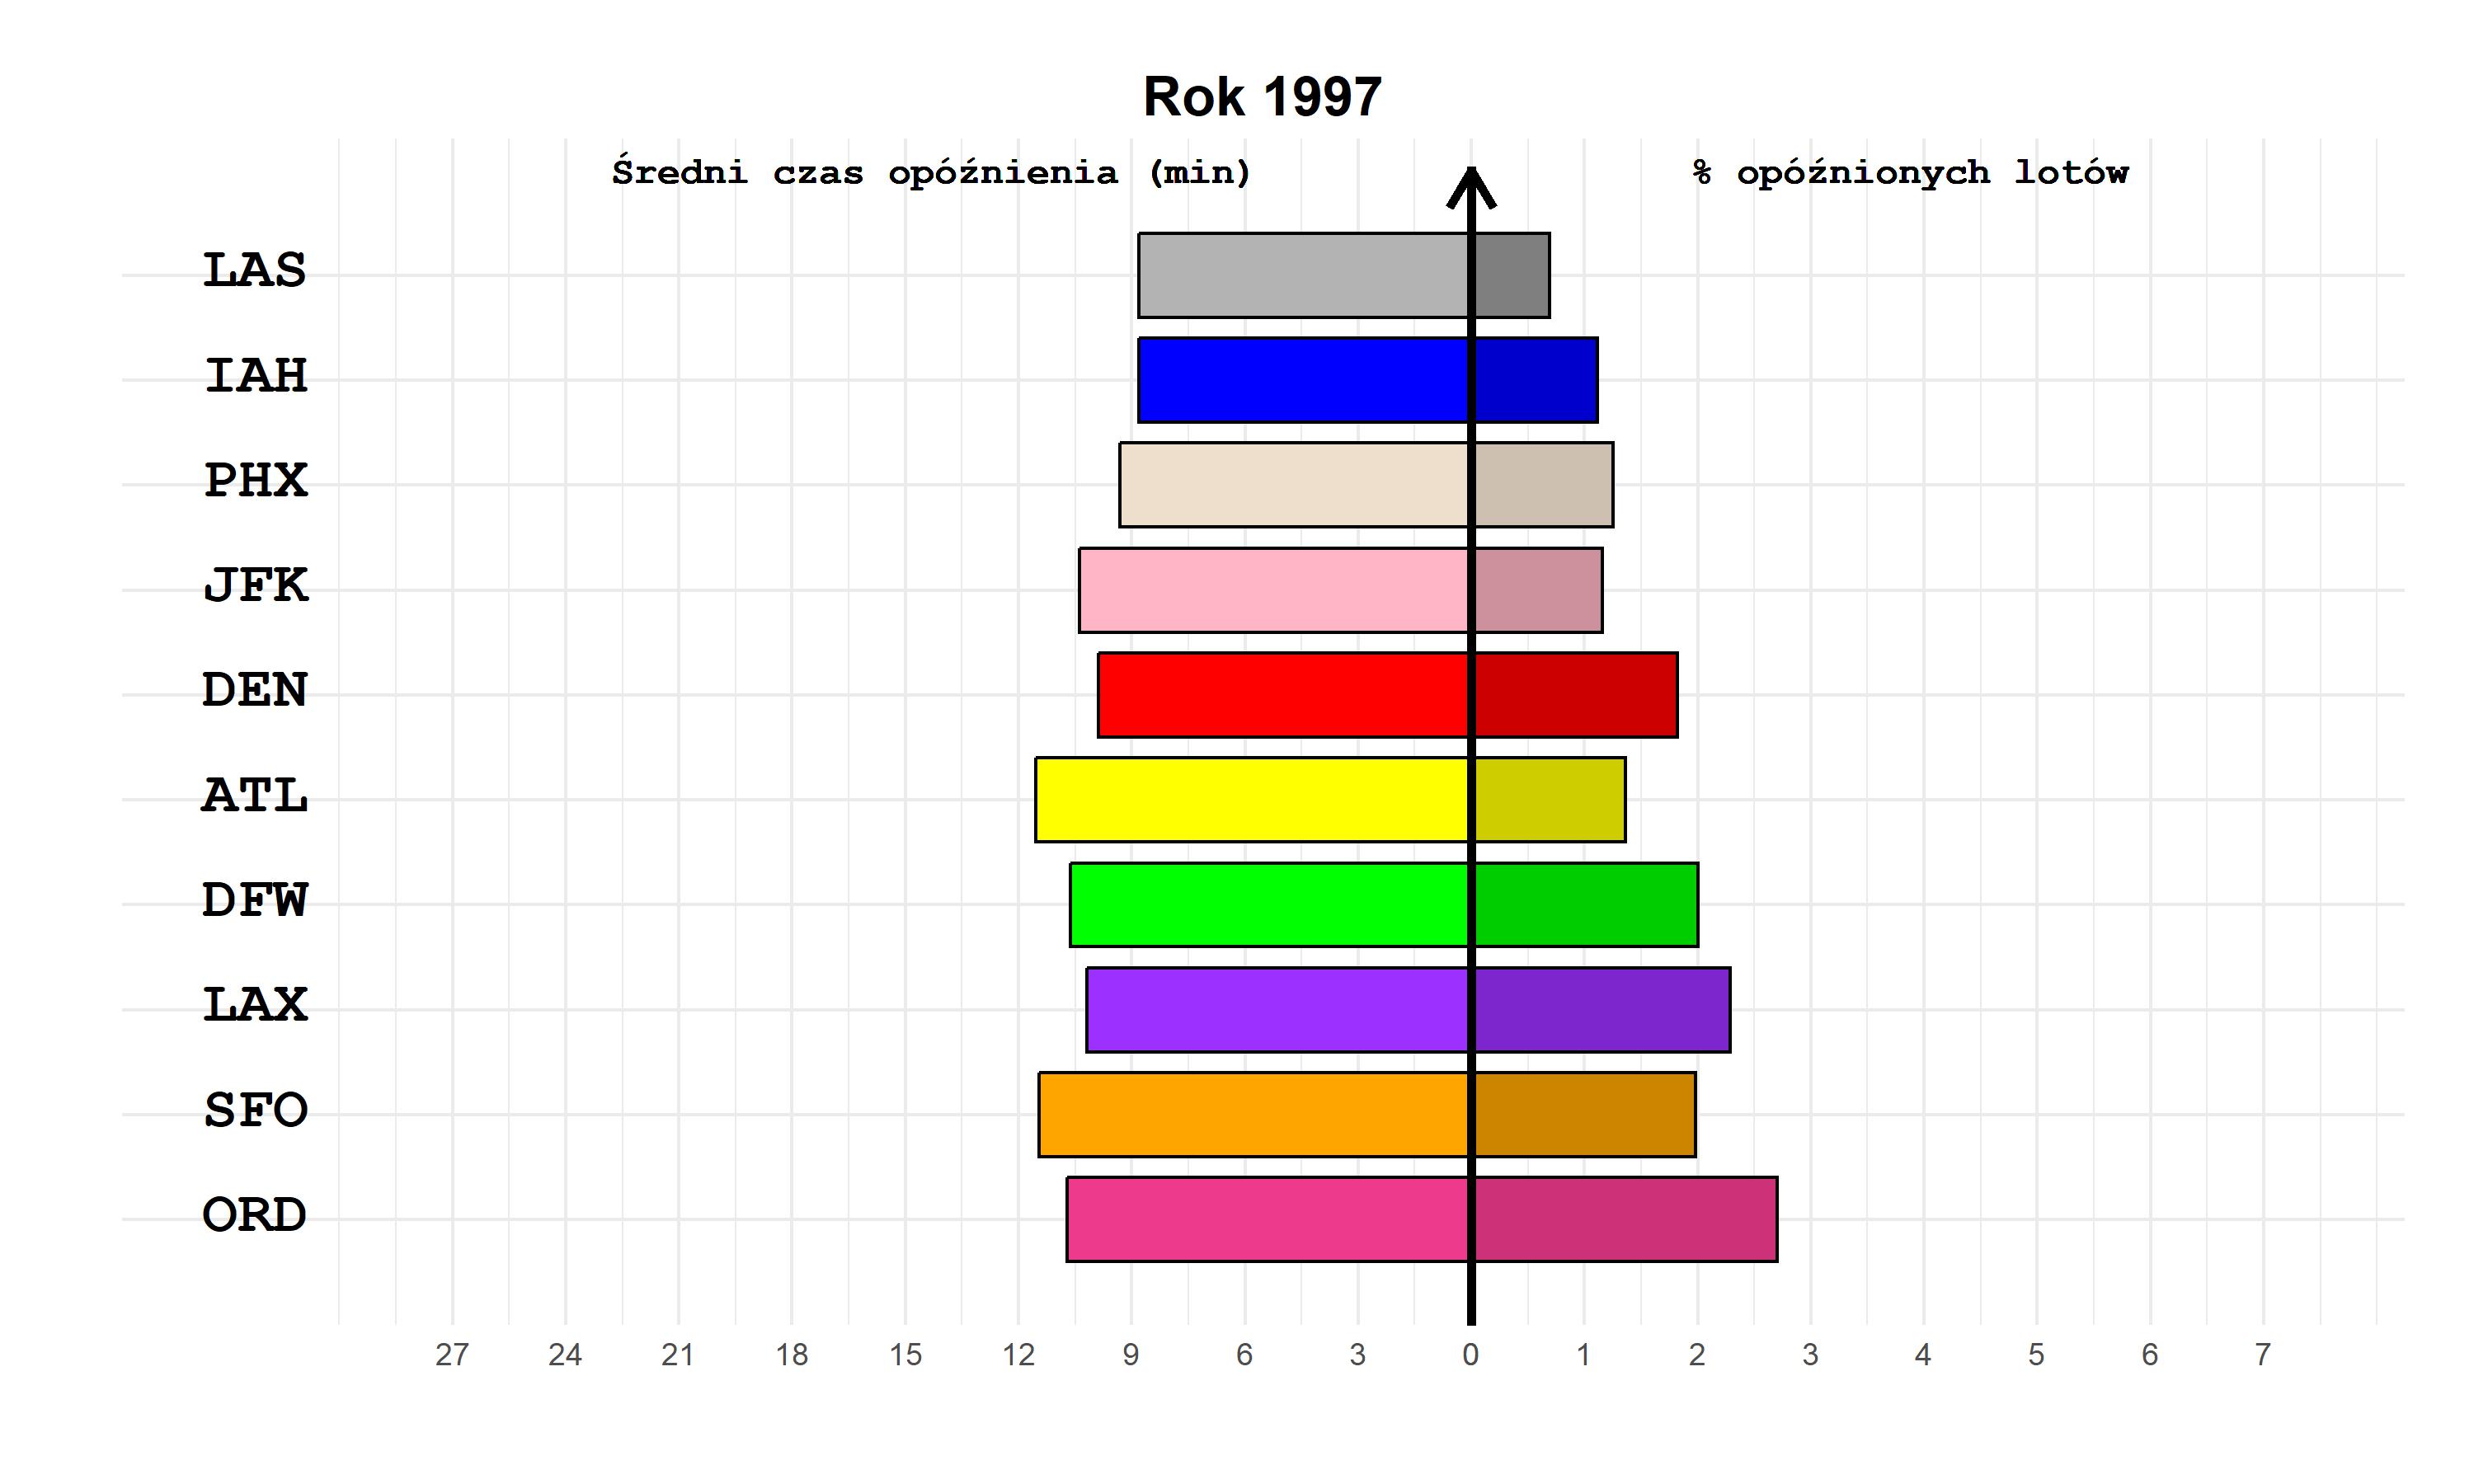 Rok 1997
Średni czas opóźnienia (min) % opóźnionych lotów
LAS
IAH
PHX
JFK
DEN
ATL
DFW
LAX
SFO
ORD
27 24 21 18 15 12 9 6 3 0 1 2 3 4 5 6 7